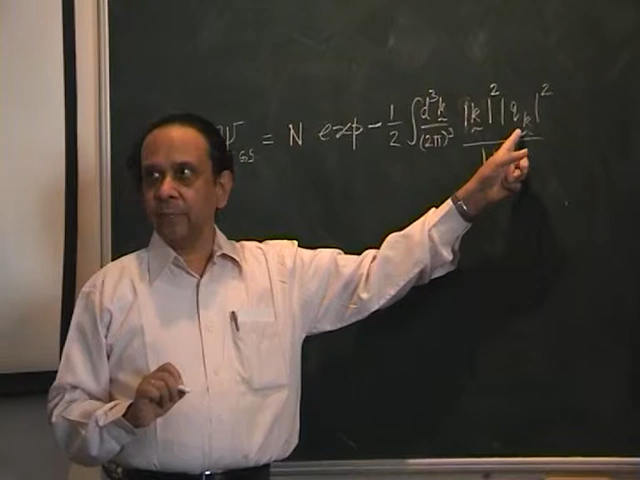 ψ_GS = N exp - 1/2 ∫ d³k/(2π)³ |k|² |q_k|²